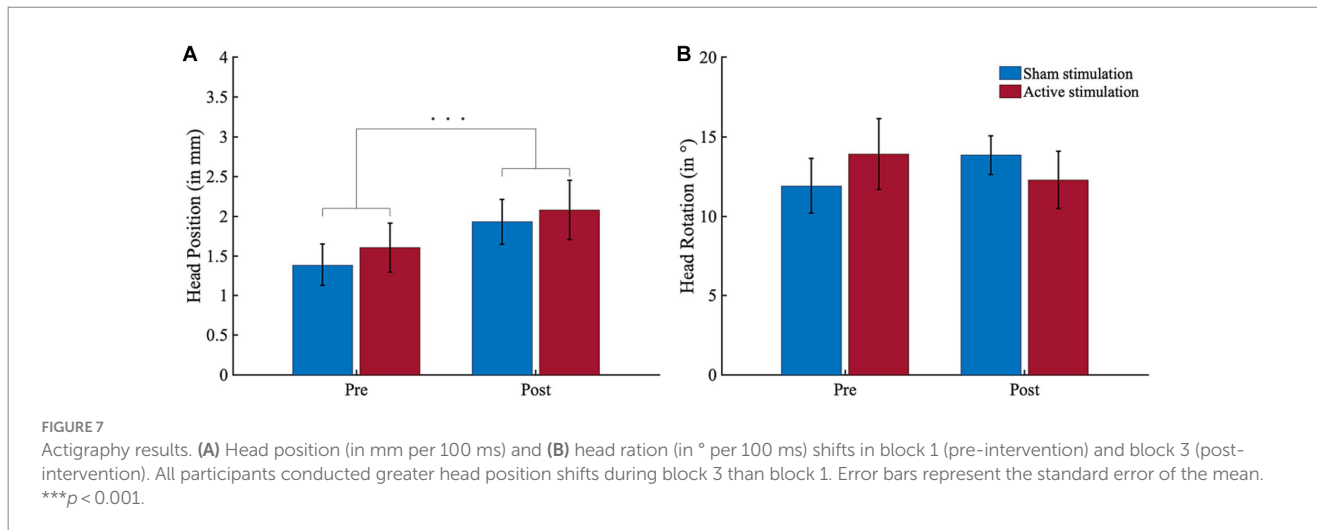 A
4
3.5
3
2.5
2
1.5
1
0.5
0
Head Position (in mm)
. . .
Pre
Post
B
20
15
10
5
0
Head Rotation (in °)
Sham stimulation
Active stimulation
Pre
Post
FIGURE 7
Actigraphy results. (A) Head position (in mm per 100 ms) and (B) head ration (in ° per 100 ms) shifts in block 1 (pre-intervention) and block 3 (post-
intervention). All participants conducted greater head position shifts during block 3 than block 1. Error bars represent the standard error of the mean.
***p < 0.001.